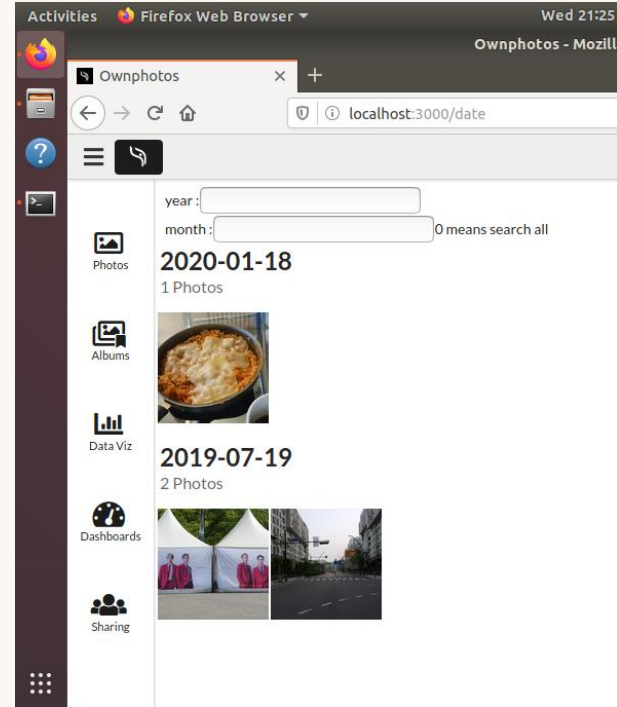 Activities Firefox Web Browser Wed 21:25
Ownphotos - Mozill
Ownphotos
localhost:3000/date
year :
month : 0 means search all
Photos
2020-01-18
1 Photos
Albums
Data Viz
2019-07-19
2 Photos
Dashboards
Sharing